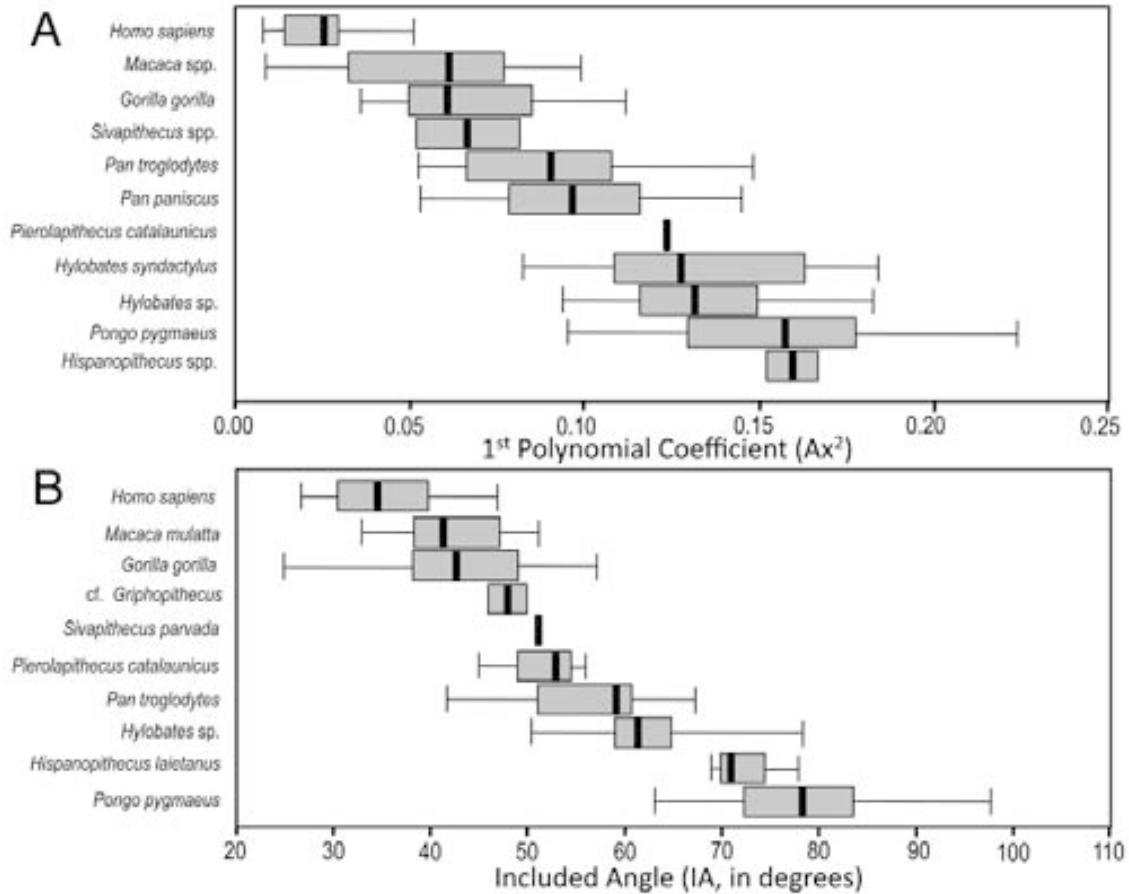 A
Homo sapiens
Macaca spp.
Gorilla gorilla
Sivapithecus spp.
Pan troglodytes
Pan paniscus
Pierolapithecus catalaunicus
Hylobates syndactylus
Hylobates sp.
Pongo pygmaeus
Hispanopithecus spp.
0.00 0.05 0.10 0.15 0.20 0.25
1st Polynomial Coefficient (Ax²)
B
Homo sapiens
Macaca mulatta
Gorilla gorilla
cf. Griphopithecus
Sivapithecus parvada
Pierolapithecus catalaunicus
Pan troglodytes
Hylobates sp.
Hispanopithecus laietanus
Pongo pygmaeus
20 30 40 50 60 70 80 90 100 110
Included Angle (IA, in degrees)